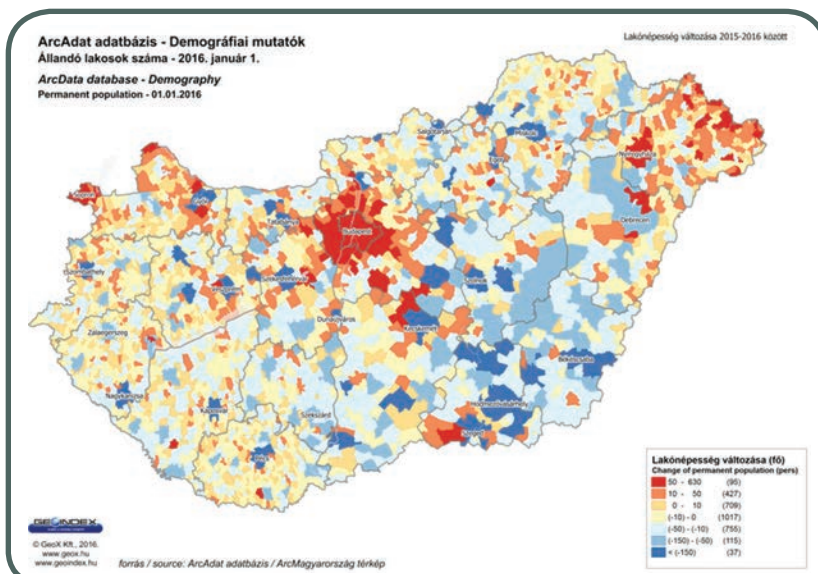 ArcAdat adatbázis - Demográfiai mutatók
Állandó lakosok száma - 2016. január 1.
ArcData database - Demography
Permanent population - 01.01.2016
Lakónépesség változása 2015-2016 között
Salgótarján
Miskolc
Nyíregyháza
Eger
Sopron
Győr
Tatabánya
Budapest
Debrecen
Szombathely
Veszprém
Székesfehérvár
Szolnok
Zalaegerszeg
Dunaújváros
Kecskemét
Békéscsaba
Nagykanizsa
Kaposvár
Szekszárd
Hódmezővásárhely
Szeged
Pécs
Lakónépesség változása (fő)
Change of permanent population (pers)
50 - 630 (95)
10 - 50 (427)
0 - 10 (709)
(-10) - 0 (1017)
(-50) - (-10) (755)
(-150) - (-50) (115)
< (-150) (37)
GEOINDEX
© GeoX Kft., 2016.
www.geox.hu
www.geoindex.hu
forrás / source: ArcAdat adatbázis / ArcMagyarország térkép